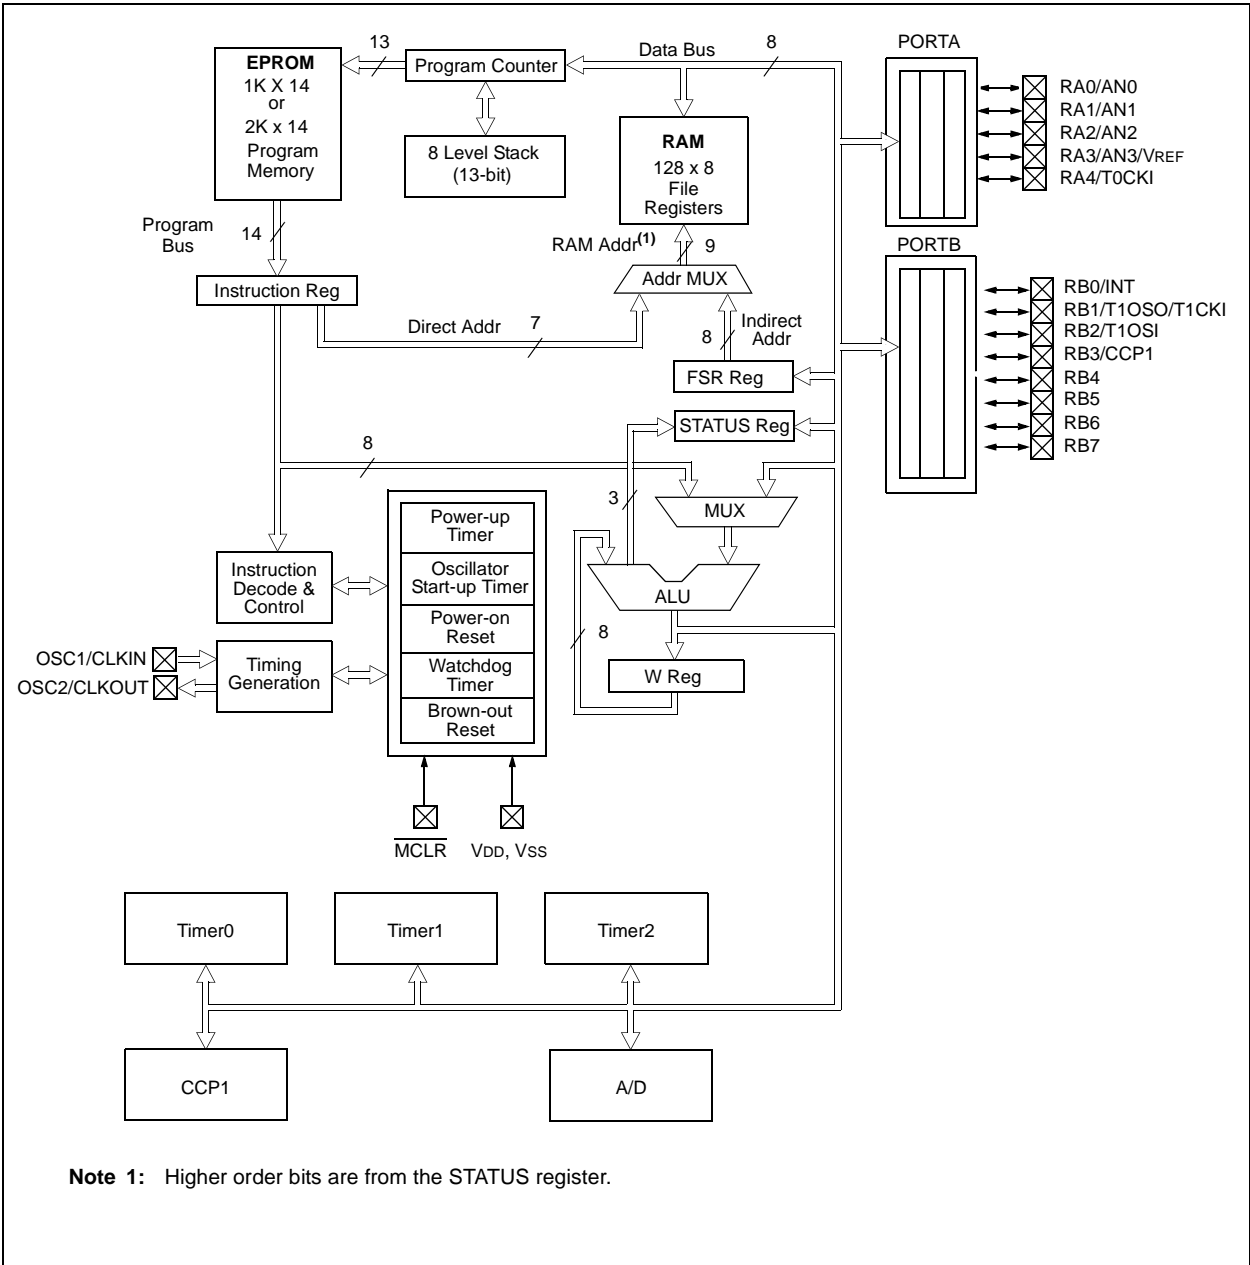 EPROM
1K X 14
or
2K x 14
Program
Memory
13
Program Counter
Data Bus
8
8 Level Stack
(13-bit)
RAM
128 x 8
File
Registers
PORTA
RA0/AN0
RA1/AN1
RA2/AN2
RA3/AN3/VREF
RA4/T0CKI
Program
Bus
14
RAM Addr(1)
9
PORTB
Instruction Reg
Addr MUX
RB0/INT
RB1/T1OSO/T1CKI
RB2/T1OSI
RB3/CCP1
RB4
RB5
RB6
RB7
Direct Addr
7
8
Indirect
Addr
FSR Reg
STATUS Reg
8
3
MUX
Power-up
Timer
Oscillator
Start-up Timer
Power-on
Reset
Watchdog
Timer
Brown-out
Reset
Instruction
Decode &
Control
ALU
8
W Reg
OSC1/CLKIN
OSC2/CLKOUT
Timing
Generation
MCLR
VDD, VSS
Timer0
Timer1
Timer2
CCP1
A/D
Note 1: Higher order bits are from the STATUS register.